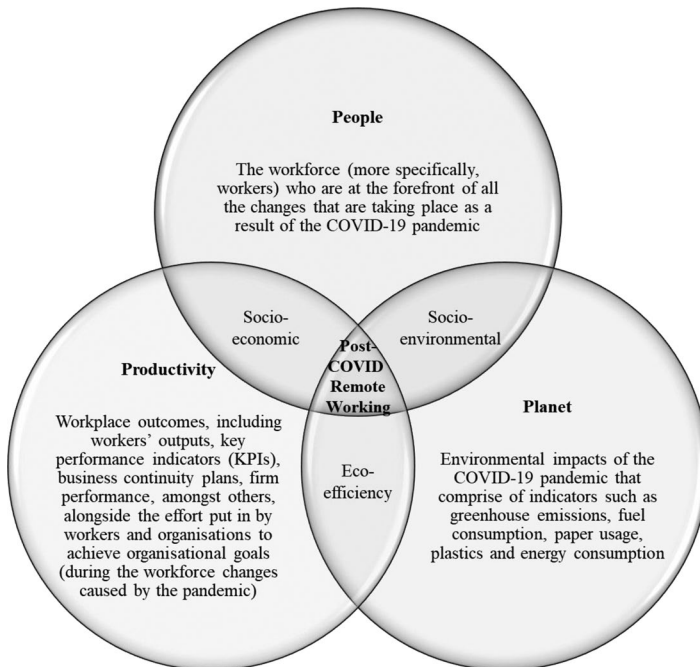 People
The workforce (more specifically,
workers) who are at the forefront of all
the changes that are taking place as a
result of the COVID-19 pandemic
Socio-
economic
Socio-
environmental
Post-
COVID
Remote
Working
Productivity
Workplace outcomes, including
workers’ outputs, key
performance indicators (KPIs),
business continuity plans, firm
performance, amongst others,
alongside the effort put in by
workers and organisations to
achieve organisational goals
(during the workforce changes
caused by the pandemic)
Eco-
efficiency
Planet
Environmental impacts of the
COVID-19 pandemic that
comprise of indicators such as
greenhouse emissions, fuel
consumption, paper usage,
plastics and energy consumption